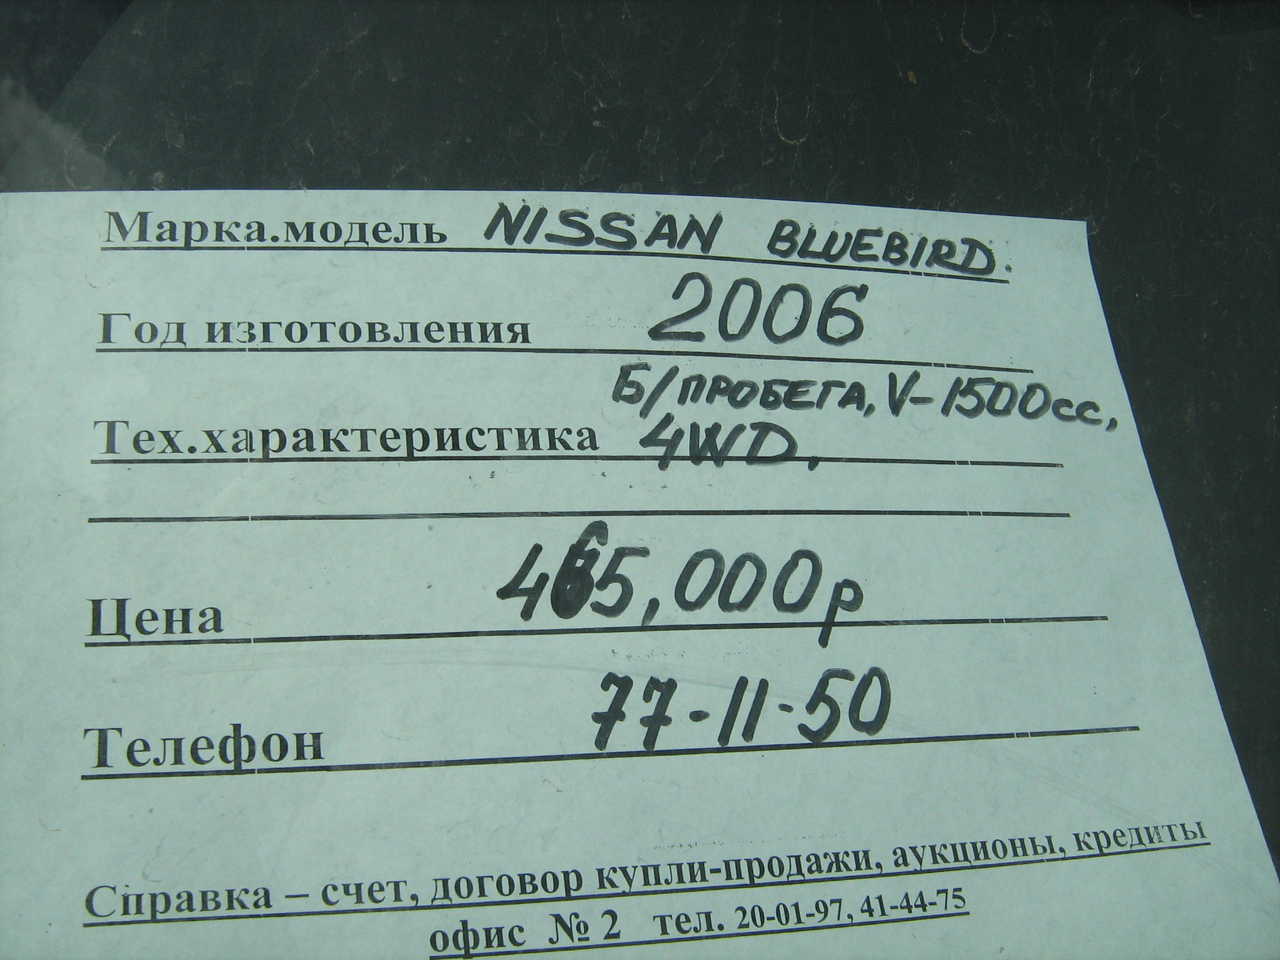 Марка.модель NISSAN BLUEBIRD.
Год изготовления 2006
Б/ПРОБЕГА, V-1500cc,
Тех.характеристика 4WD.
Цена 465,000р
Телефон 77-11-50
Справка – счет, договор купли-продажи, аукционы, кредиты
офис № 2 тел. 20-01-97, 41-44-75